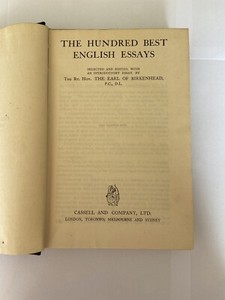 THE HUNDRED BEST
ENGLISH ESSAYS
SELECTED AND EDITED, WITH
AN INTRODUCTORY ESSAY, BY
THE RT. HON. THE EARL OF BIRKENHEAD,
P.C., D.L.
CASSELL AND COMPANY, LTD.
LONDON, TORONTO, MELBOURNE AND SYDNEY